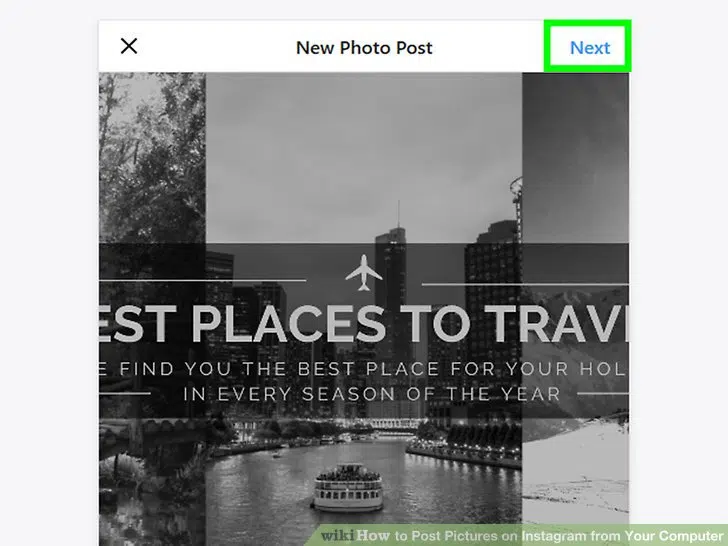 New Photo Post
Next
EST PLACES TO TRAV
E FIND YOU THE BEST PLACE FOR YOUR HOL
IN EVERY SEASON OF THE YEAR
wikiHow to Post Pictures on Instagram from Your Computer